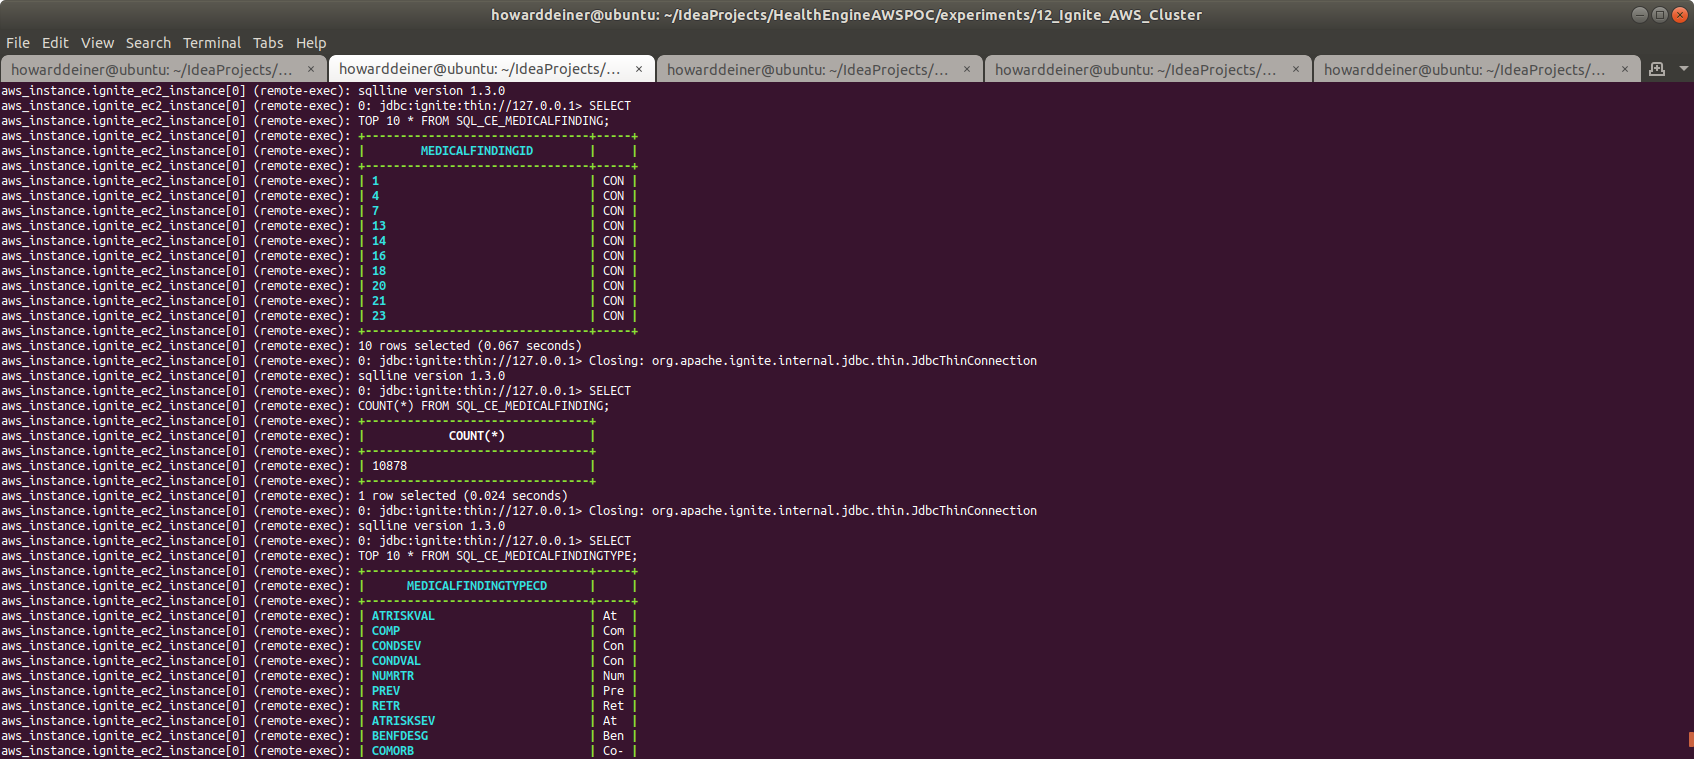 howarddeiner@ubuntu: ~/IdeaProjects/HealthEngineAWSPOC/experiments/12_Ignite_AWS_Cluster
File Edit View Search Terminal Tabs Help
howarddeiner@ubuntu: ~/IdeaProjects/... × howarddeiner@ubuntu: ~/IdeaProjects/... × howarddeiner@ubuntu: ~/IdeaProjects/... × howarddeiner@ubuntu: ~/IdeaProjects/... × howarddeiner@ubuntu: ~/IdeaProjects/... ×
aws_instance.ignite_ec2_instance[0] (remote-exec): sqlline version 1.3.0
aws_instance.ignite_ec2_instance[0] (remote-exec): 0: jdbc:ignite:thin://127.0.0.1> SELECT
aws_instance.ignite_ec2_instance[0] (remote-exec): TOP 10 * FROM SQL_CE_MEDICALFINDING;
aws_instance.ignite_ec2_instance[0] (remote-exec): +--------------------------------+-----+
aws_instance.ignite_ec2_instance[0] (remote-exec): |        MEDICALFINDINGID        |     |
aws_instance.ignite_ec2_instance[0] (remote-exec): +--------------------------------+-----+
aws_instance.ignite_ec2_instance[0] (remote-exec): | 1                              | CON |
aws_instance.ignite_ec2_instance[0] (remote-exec): | 4                              | CON |
aws_instance.ignite_ec2_instance[0] (remote-exec): | 7                              | CON |
aws_instance.ignite_ec2_instance[0] (remote-exec): | 13                             | CON |
aws_instance.ignite_ec2_instance[0] (remote-exec): | 14                             | CON |
aws_instance.ignite_ec2_instance[0] (remote-exec): | 16                             | CON |
aws_instance.ignite_ec2_instance[0] (remote-exec): | 18                             | CON |
aws_instance.ignite_ec2_instance[0] (remote-exec): | 20                             | CON |
aws_instance.ignite_ec2_instance[0] (remote-exec): | 21                             | CON |
aws_instance.ignite_ec2_instance[0] (remote-exec): | 23                             | CON |
aws_instance.ignite_ec2_instance[0] (remote-exec): +--------------------------------+-----+
aws_instance.ignite_ec2_instance[0] (remote-exec): 10 rows selected (0.067 seconds)
aws_instance.ignite_ec2_instance[0] (remote-exec): 0: jdbc:ignite:thin://127.0.0.1> Closing: org.apache.ignite.internal.jdbc.thin.JdbcThinConnection
aws_instance.ignite_ec2_instance[0] (remote-exec): sqlline version 1.3.0
aws_instance.ignite_ec2_instance[0] (remote-exec): 0: jdbc:ignite:thin://127.0.0.1> SELECT
aws_instance.ignite_ec2_instance[0] (remote-exec): COUNT(*) FROM SQL_CE_MEDICALFINDING;
aws_instance.ignite_ec2_instance[0] (remote-exec): +--------------------------------+
aws_instance.ignite_ec2_instance[0] (remote-exec): |            COUNT(*)            |
aws_instance.ignite_ec2_instance[0] (remote-exec): +--------------------------------+
aws_instance.ignite_ec2_instance[0] (remote-exec): | 10878                          |
aws_instance.ignite_ec2_instance[0] (remote-exec): +--------------------------------+
aws_instance.ignite_ec2_instance[0] (remote-exec): 1 row selected (0.024 seconds)
aws_instance.ignite_ec2_instance[0] (remote-exec): 0: jdbc:ignite:thin://127.0.0.1> Closing: org.apache.ignite.internal.jdbc.thin.JdbcThinConnection
aws_instance.ignite_ec2_instance[0] (remote-exec): sqlline version 1.3.0
aws_instance.ignite_ec2_instance[0] (remote-exec): 0: jdbc:ignite:thin://127.0.0.1> SELECT
aws_instance.ignite_ec2_instance[0] (remote-exec): TOP 10 * FROM SQL_CE_MEDICALFINDINGTYPE;
aws_instance.ignite_ec2_instance[0] (remote-exec): +--------------------------------+-----+
aws_instance.ignite_ec2_instance[0] (remote-exec): |      MEDICALFINDINGTYPECD      |     |
aws_instance.ignite_ec2_instance[0] (remote-exec): +--------------------------------+-----+
aws_instance.ignite_ec2_instance[0] (remote-exec): | ATRISKVAL                      | At  |
aws_instance.ignite_ec2_instance[0] (remote-exec): | COMP                           | Com |
aws_instance.ignite_ec2_instance[0] (remote-exec): | CONDSEV                        | Con |
aws_instance.ignite_ec2_instance[0] (remote-exec): | CONDVAL                        | Con |
aws_instance.ignite_ec2_instance[0] (remote-exec): | NUMRTR                         | Num |
aws_instance.ignite_ec2_instance[0] (remote-exec): | PREV                           | Pre |
aws_instance.ignite_ec2_instance[0] (remote-exec): | RETR                           | Ret |
aws_instance.ignite_ec2_instance[0] (remote-exec): | ATRISKSEV                      | At  |
aws_instance.ignite_ec2_instance[0] (remote-exec): | BENFDESG                       | Ben |
aws_instance.ignite_ec2_instance[0] (remote-exec): | COMORB                         | Co- |